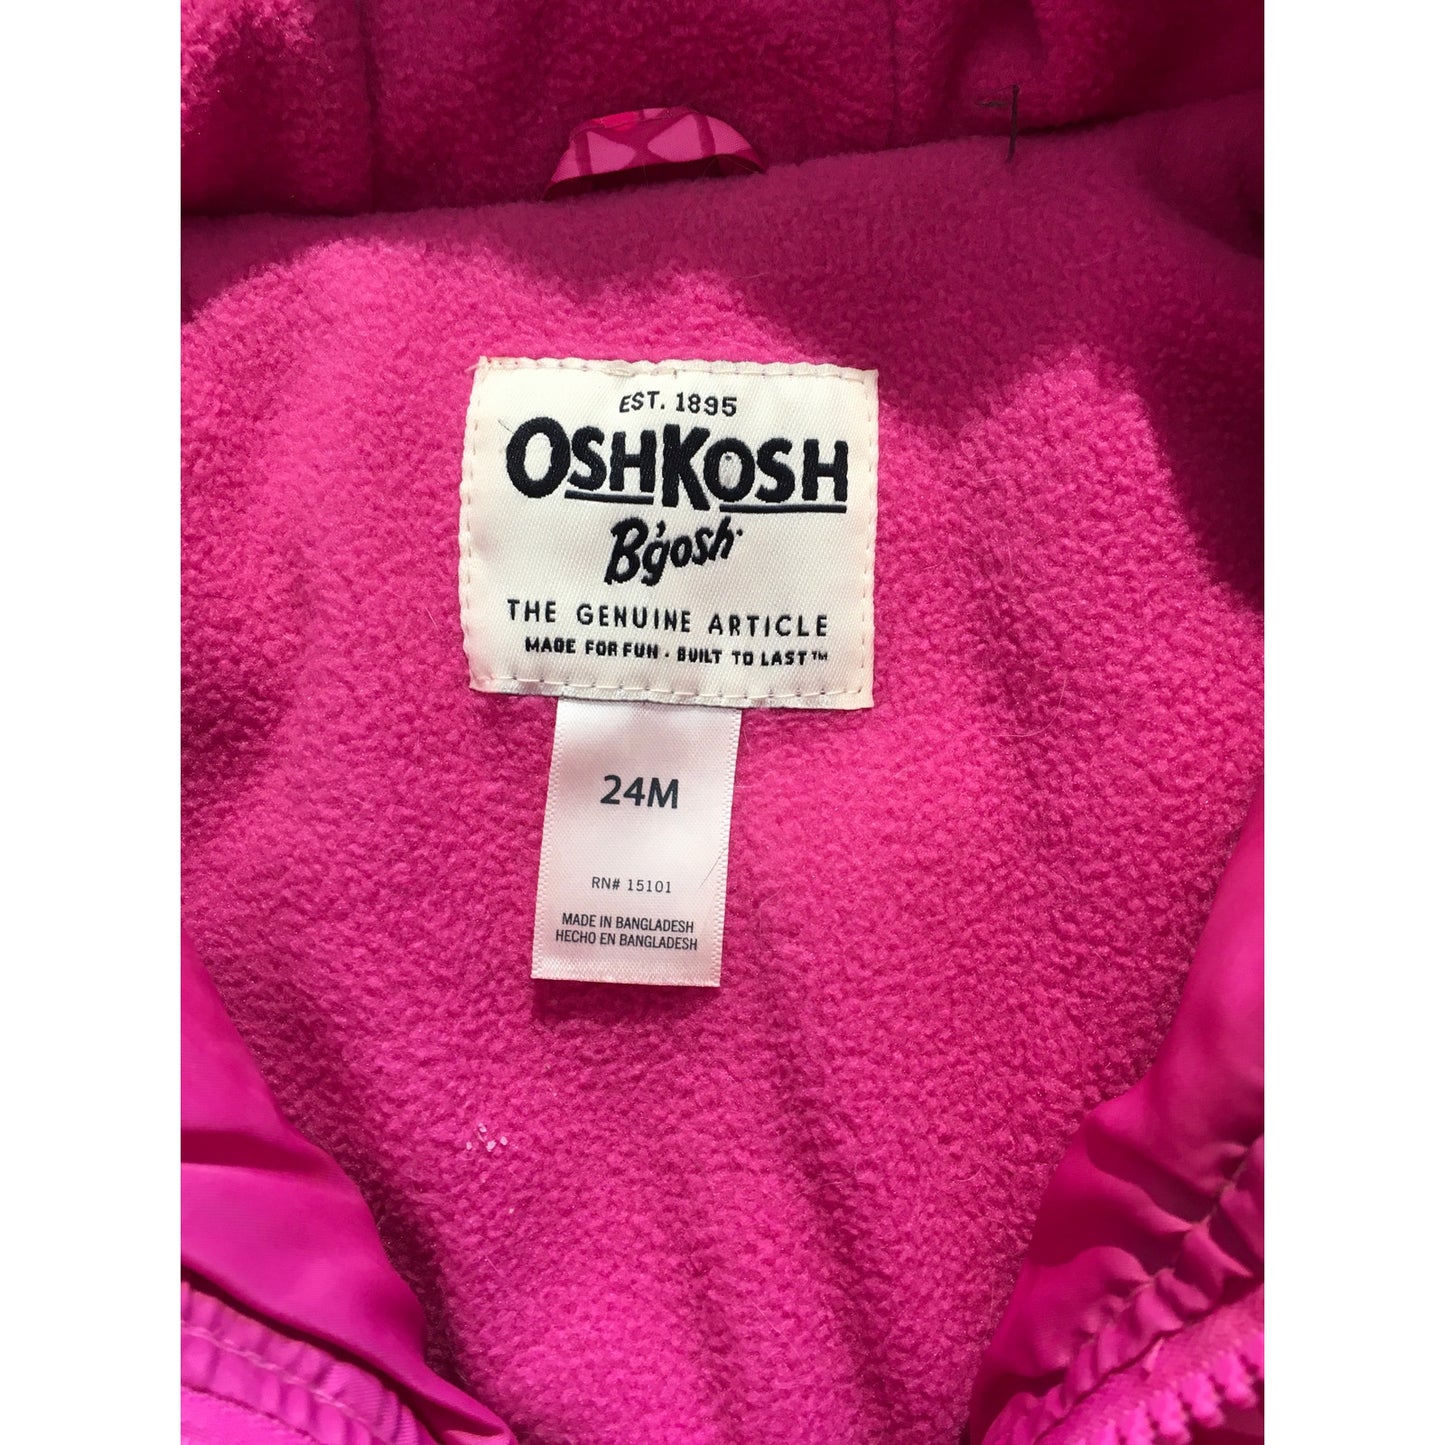 EST. 1895
OSHKOSH
B'gosh
THE GENUINE ARTICLE
MADE FOR FUN · BUILT TO LAST™
24M
RN# 15101
MADE IN BANGLADESH
HECHO EN BANGLADESH